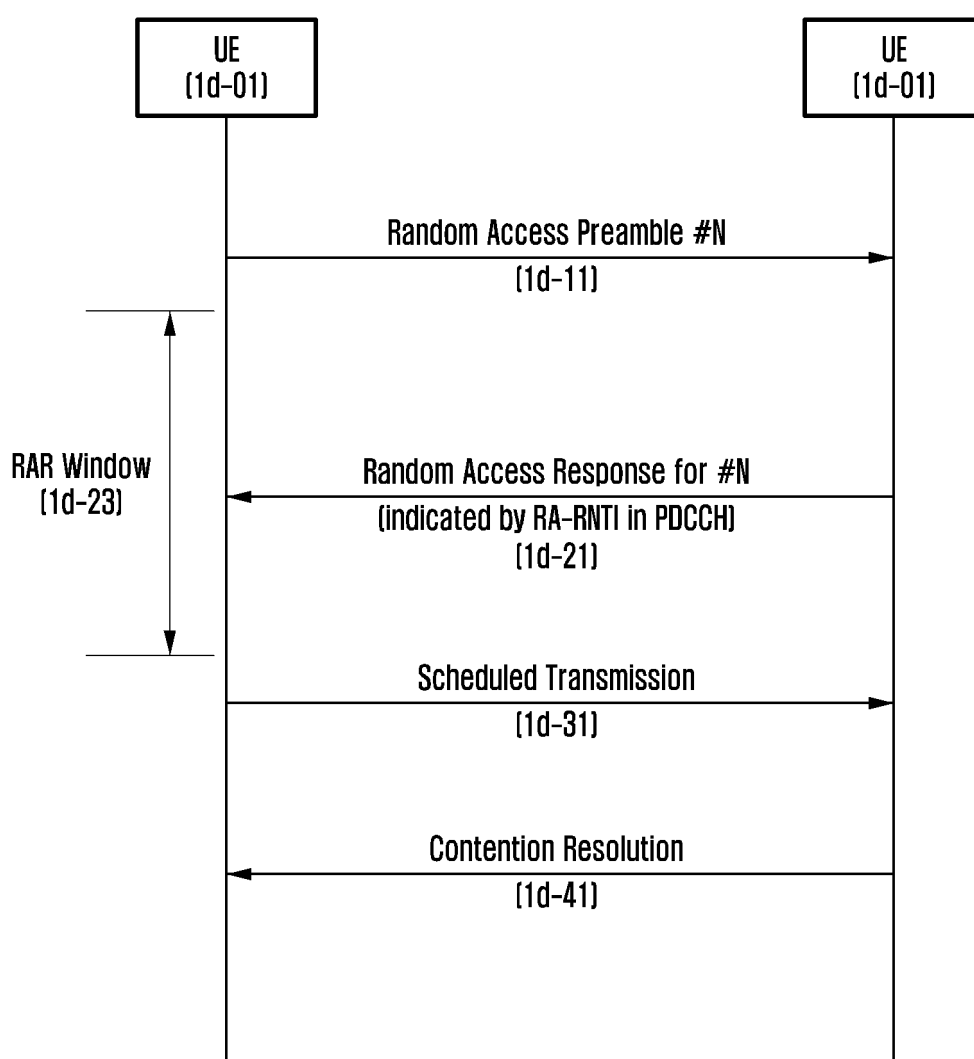 UE
(1d-01)
UE
(1d-01)
Random Access Preamble #N
(1d-11)
RAR Window
(1d-23)
Random Access Response for #N
(indicated by RA-RNTI in PDCCH)
(1d-21)
Scheduled Transmission
(1d-31)
Contention Resolution
(1d-41)